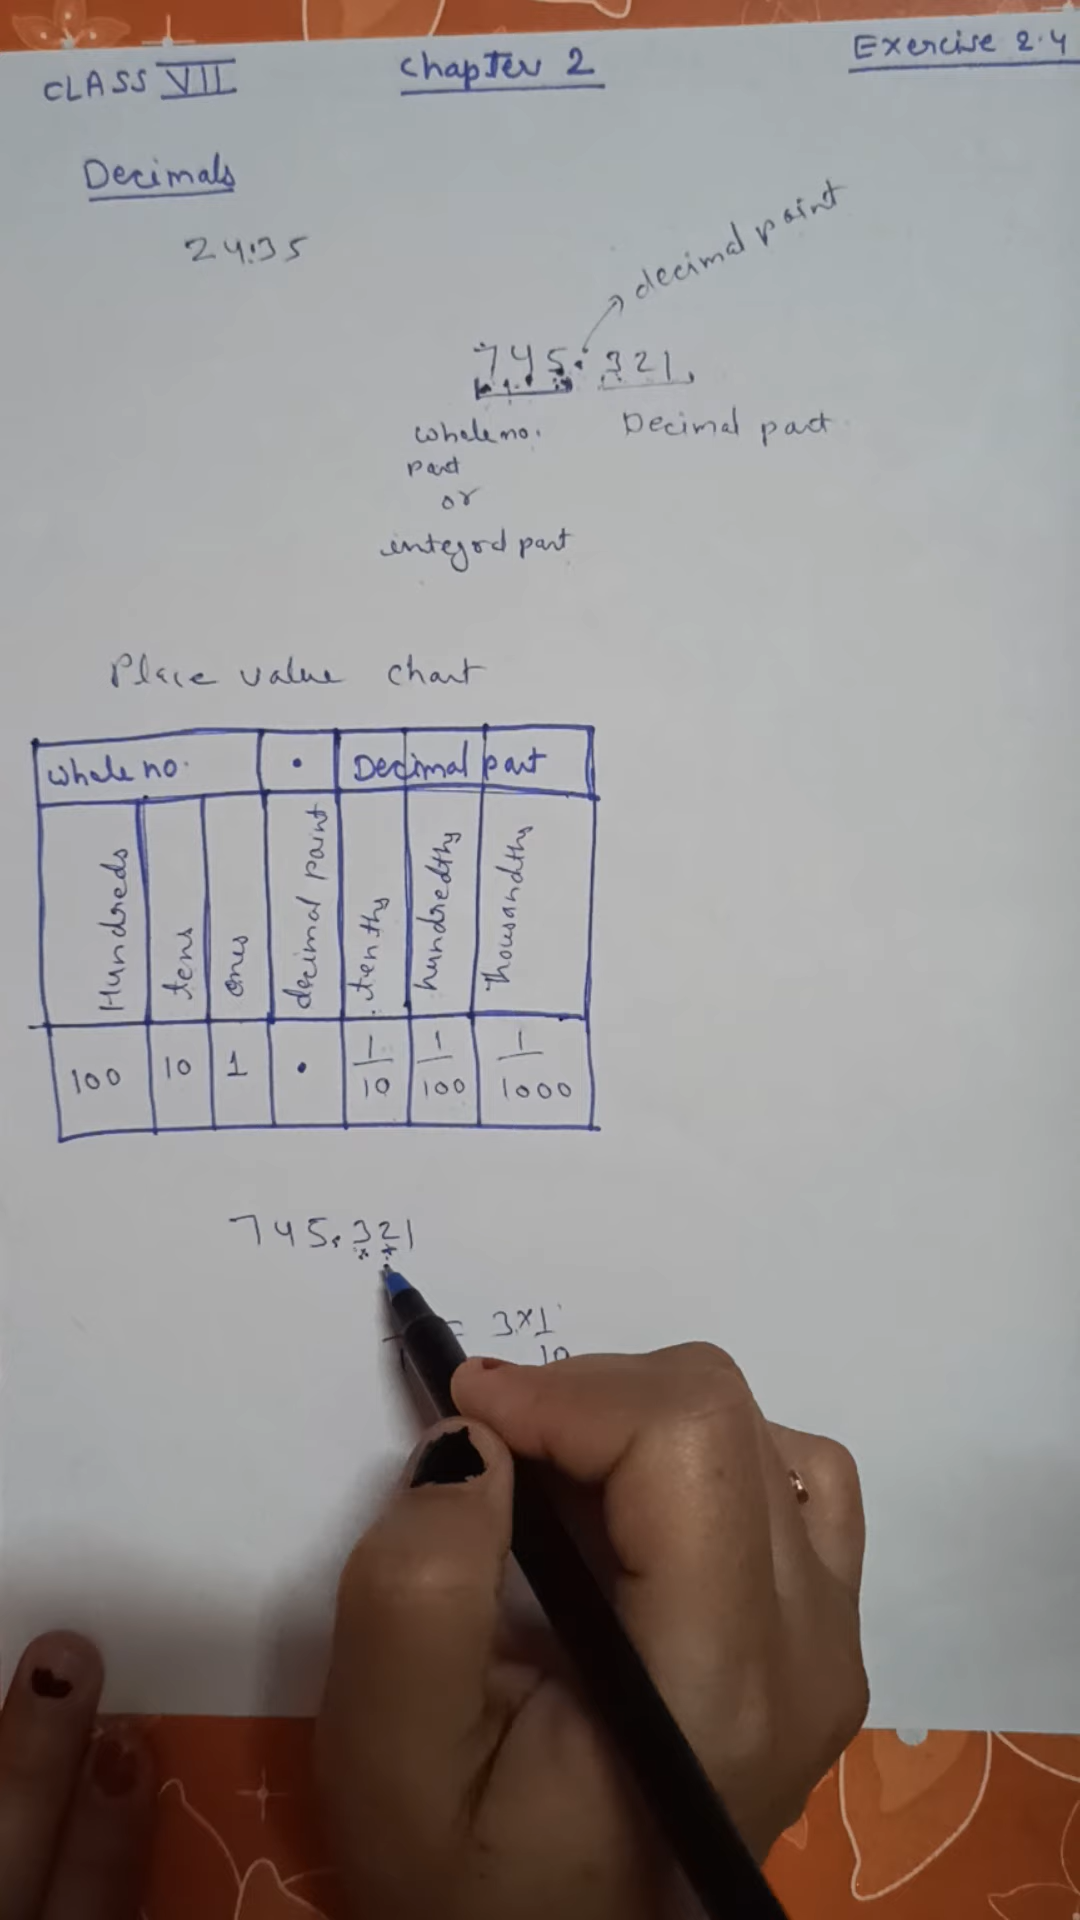 CLASS VII Chapter 2 Exercise 2.4
Decimals
24.35
decimal point
745.321
whole no. Decimal part
part
or
integral part
Place value chart
whole no. . Decimal part
Hundreds tens ones decimal point tenths hundredths Thousandths
100 10 1 . 1/10 1/100 1/1000
745.321
= 3×1
10